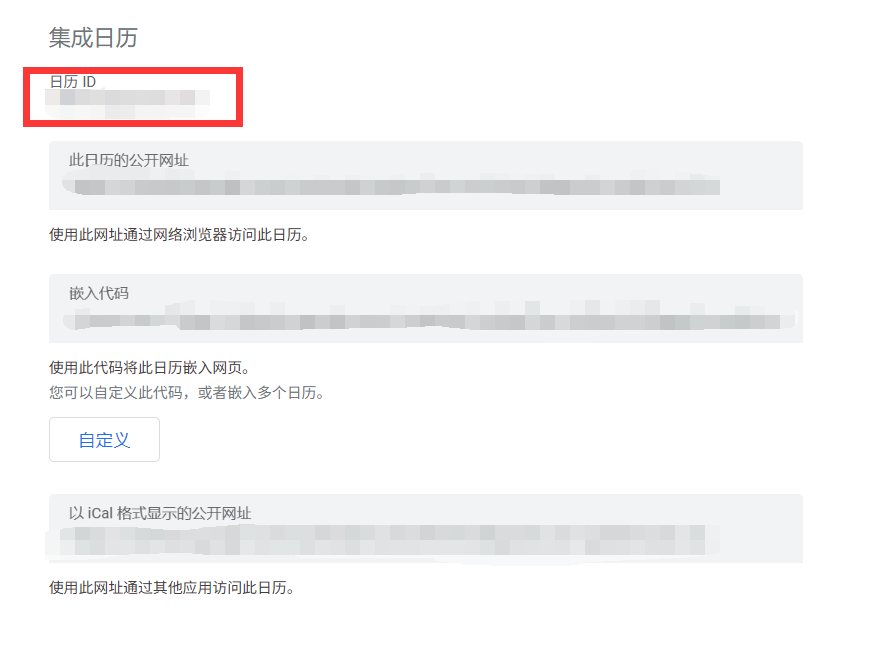 集成日历
日历 ID
此日历的公开网址
使用此网址通过网络浏览器访问此日历。
嵌入代码
使用此代码将此日历嵌入网页。
您可以自定义此代码，或者嵌入多个日历。
自定义
以 iCal 格式显示的公开网址
使用此网址通过其他应用访问此日历。